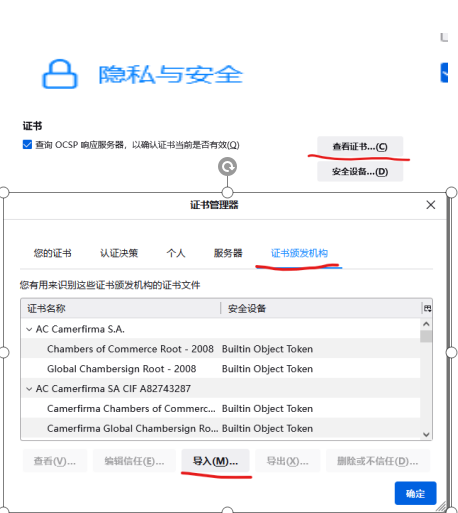 隐私与安全
证书
查询 OCSP 响应服务器，以确认证书当前是否有效(Q)
查看证书...(C)
安全设备...(D)
证书管理器
您的证书 认证决策 个人 服务器 证书颁发机构
您有用来识别这些证书颁发机构的证书文件
证书名称 安全设备
AC Camerfirma S.A.
Chambers of Commerce Root - 2008 Builtin Object Token
Global Chambersign Root - 2008 Builtin Object Token
AC Camerfirma SA CIF A82743287
Camerfirma Chambers of Commerc... Builtin Object Token
Camerfirma Global Chambersign Ro... Builtin Object Token
查看(V)... 编辑信任(E)... 导入(M)... 导出(X)... 删除或不信任(D)...
确定